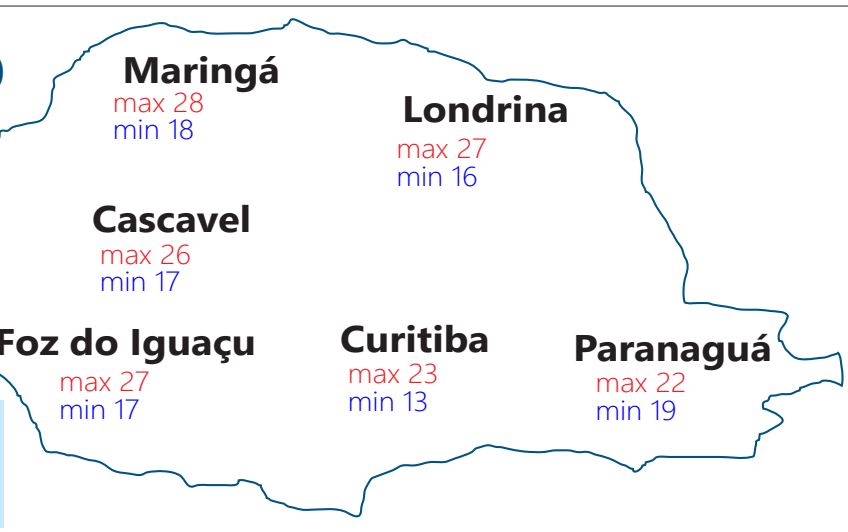 Maringá
max 28
min 18
Londrina
max 27
min 16
Cascavel
max 26
min 17
Foz do Iguaçu
max 27
min 17
Curitiba
max 23
min 13
Paranaguá
max 22
min 19